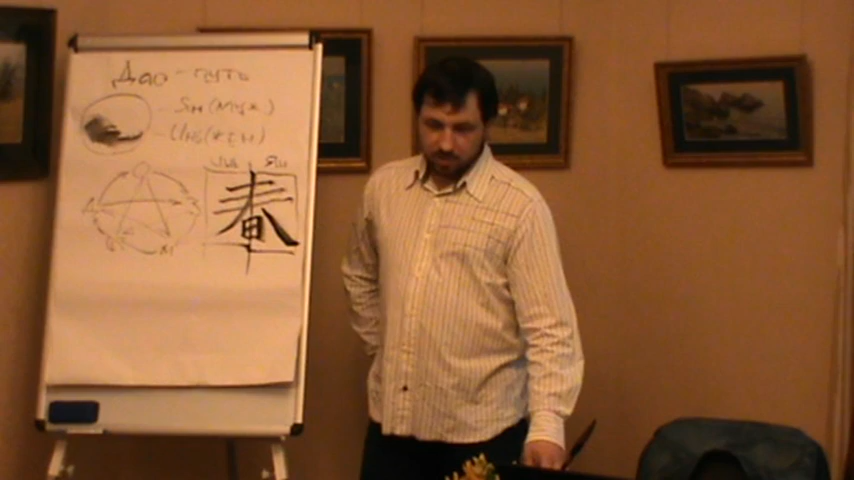 Дао - путь
Ян (муж)
Инь (жен)
Инь Ян
春